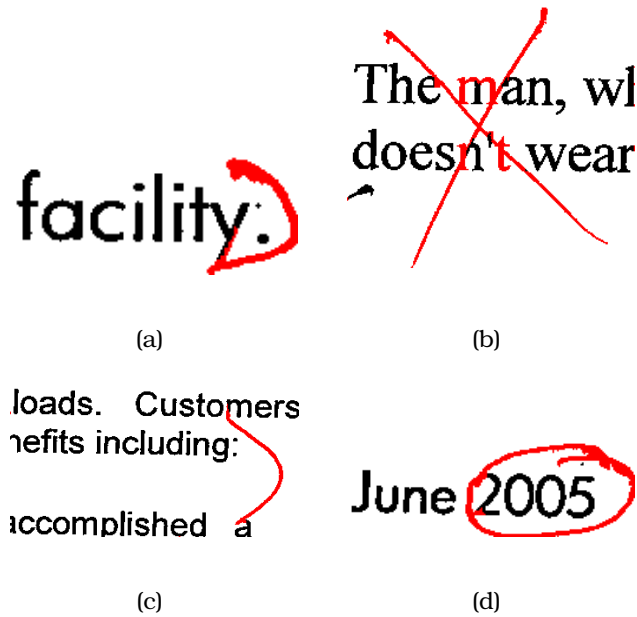 facility.
(a)
The man, wh
doesn't wear
(b)
loads. Customers
nefits including:
accomplished a
(c)
June 2005
(d)